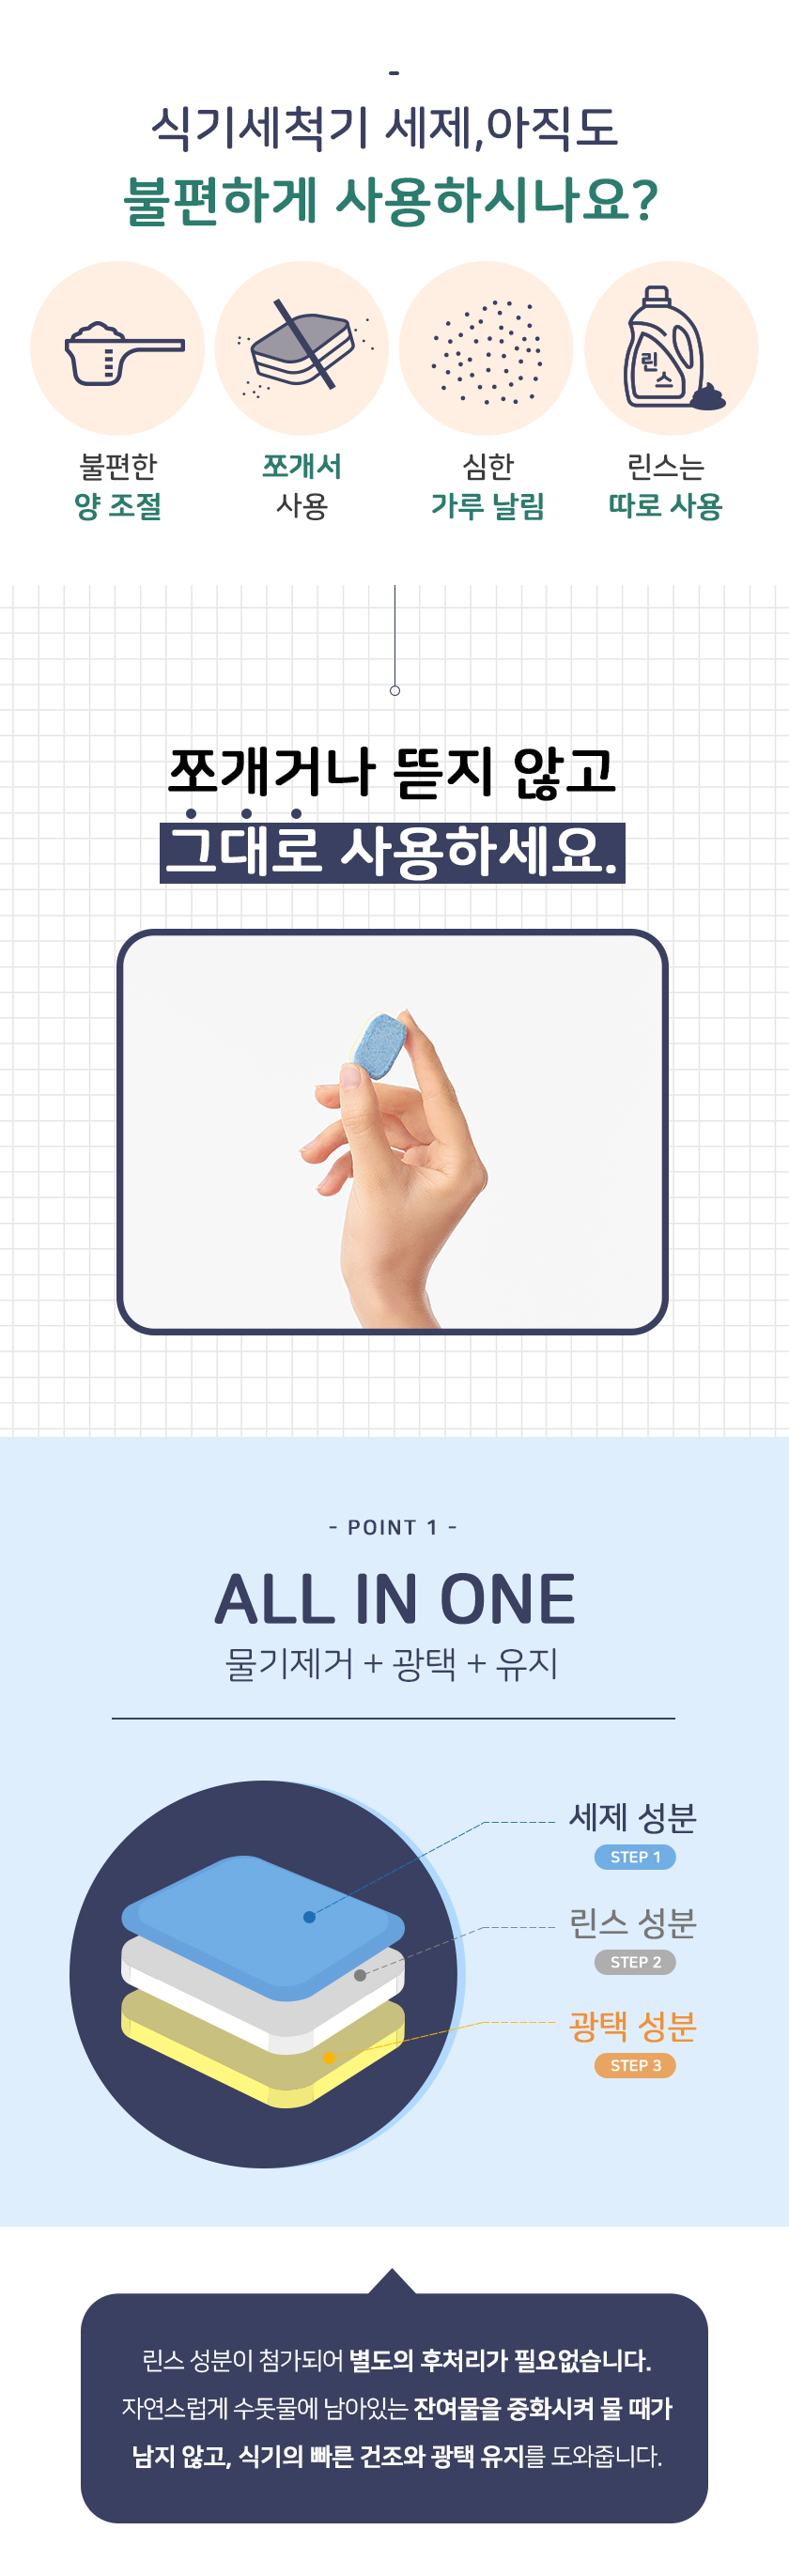 식기세척기 세제,아직도
불편하게 사용하시나요?
린
스
불편한
양 조절
쪼개서
사용
심한
가루 날림
린스는
따로 사용
쪼개거나 뜯지 않고
그대로 사용하세요.
- POINT 1 -
ALL IN ONE
물기제거 + 광택 + 유지
세제 성분
STEP 1
린스 성분
STEP 2
광택 성분
STEP 3
린스 성분이 첨가되어 별도의 후처리가 필요없습니다.
자연스럽게 수돗물에 남아있는 잔여물을 중화시켜 물 때가
남지 않고, 식기의 빠른 건조와 광택 유지를 도와줍니다.